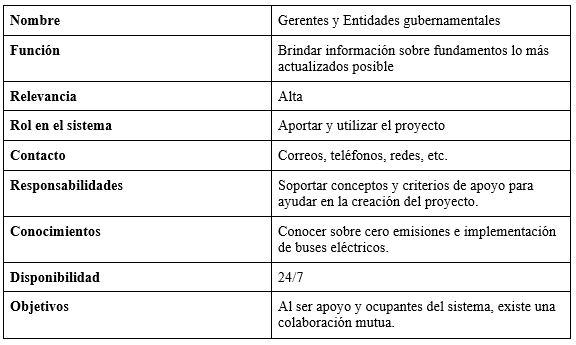 Nombre Gerentes y Entidades gubernamentales
Función Brindar información sobre fundamentos lo más
actualizados posible
Relevancia Alta
Rol en el sistema Aportar y utilizar el proyecto
Contacto Correos, teléfonos, redes, etc.
Responsabilidades Soportar conceptos y criterios de apoyo para
ayudar en la creación del proyecto.
Conocimientos Conocer sobre cero emisiones e implementación
de buses eléctricos.
Disponibilidad 24/7
Objetivos Al ser apoyo y ocupantes del sistema, existe una
colaboración mutua.